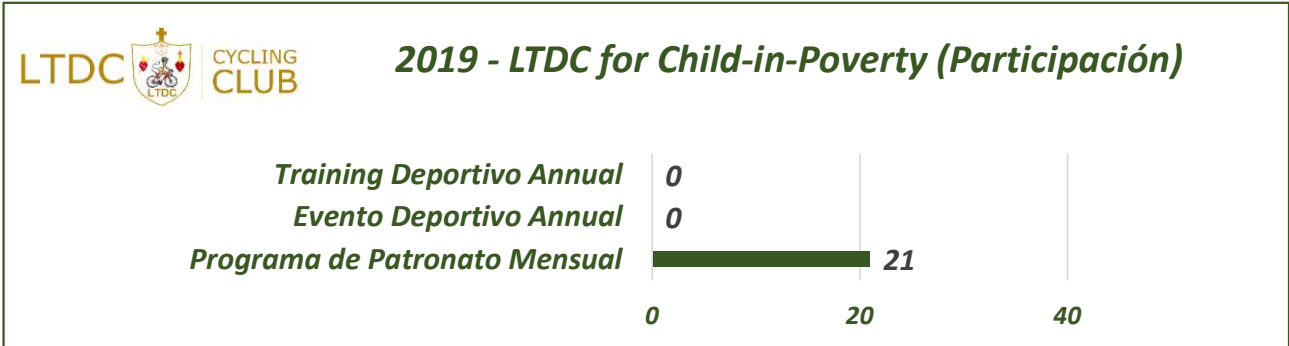 LTDC
LTDC
CYCLING
CLUB
2019 - LTDC for Child-in-Poverty (Participación)
Training Deportivo Annual 0
Evento Deportivo Annual 0
Programa de Patronato Mensual 21
0 20 40